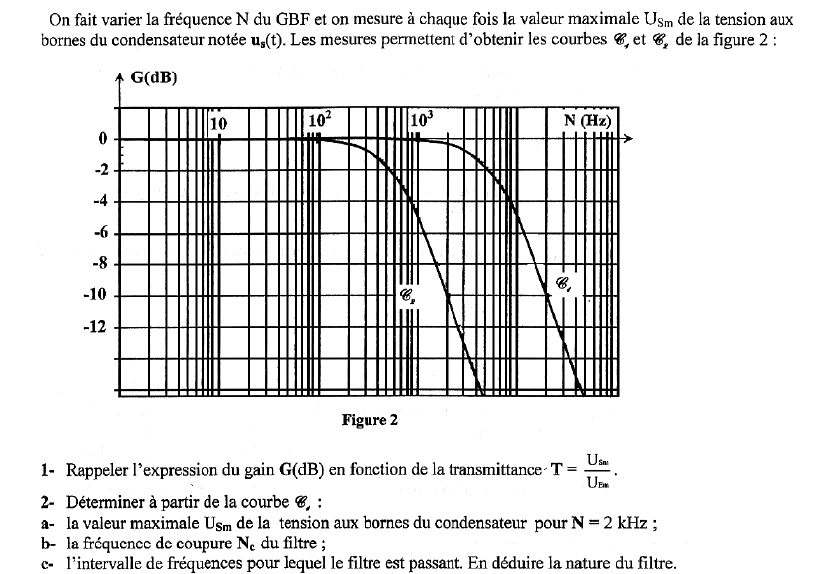 On fait varier la fréquence N du GBF et on mesure à chaque fois la valeur maximale U_Sm de la tension aux
bornes du condensateur notée u_s(t). Les mesures permettent d'obtenir les courbes 𝒞 et 𝒞 de la figure 2 :
G(dB)
10 10² 10³ N (Hz)
0
-2
-4
-6
-8
-10
-12
𝒞 𝒞
Figure 2
1- Rappeler l'expression du gain G(dB) en fonction de la transmittance T = U_Sm / U_Em .
2- Déterminer à partir de la courbe 𝒞 :
a- la valeur maximale U_Sm de la tension aux bornes du condensateur pour N = 2 kHz ;
b- la fréquence de coupure N_c du filtre ;
c- l'intervalle de fréquences pour lequel le filtre est passant. En déduire la nature du filtre.